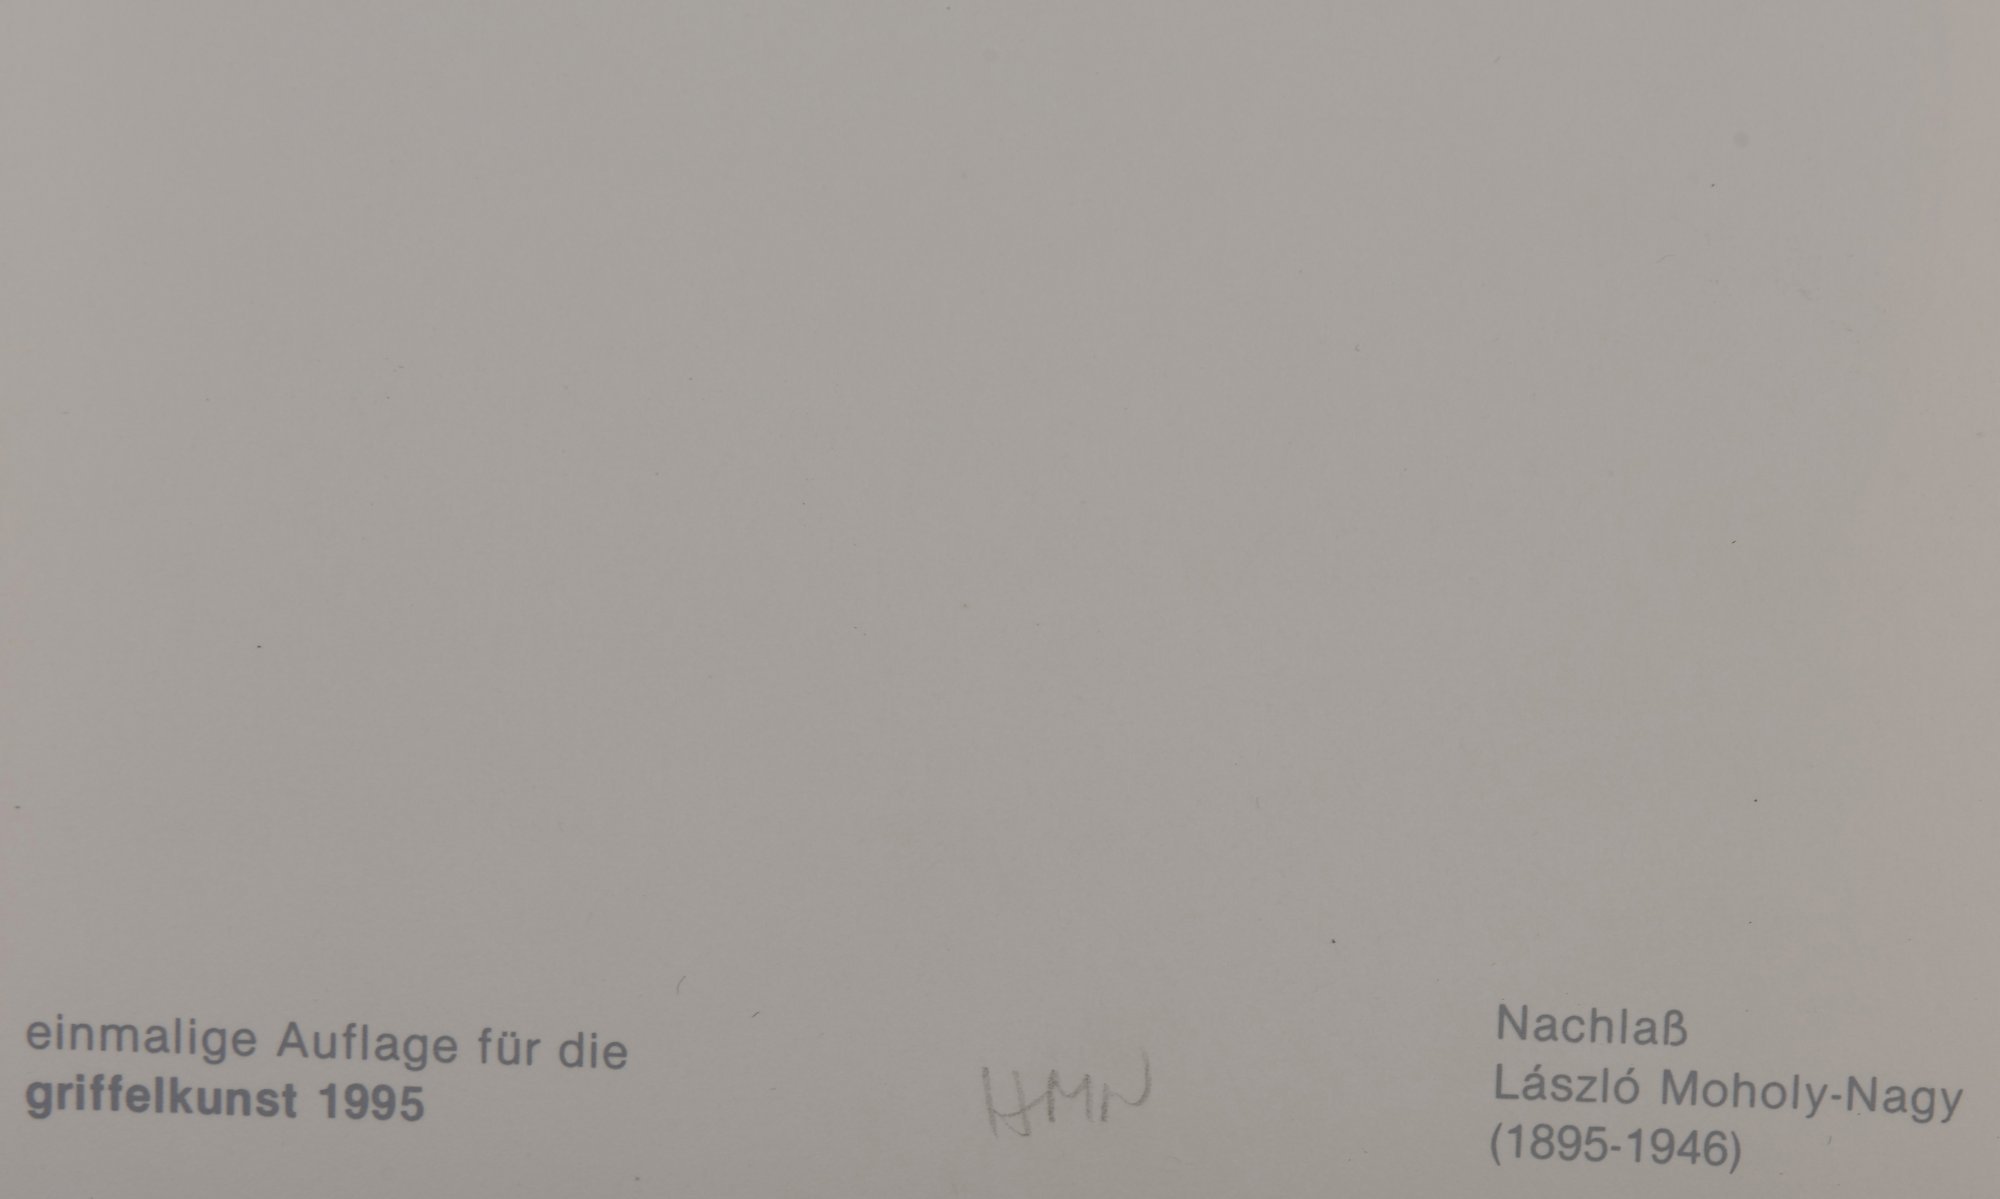 einmalige Auflage für die
griffelkunst 1995
HMN
Nachlaß
László Moholy-Nagy
(1895-1946)